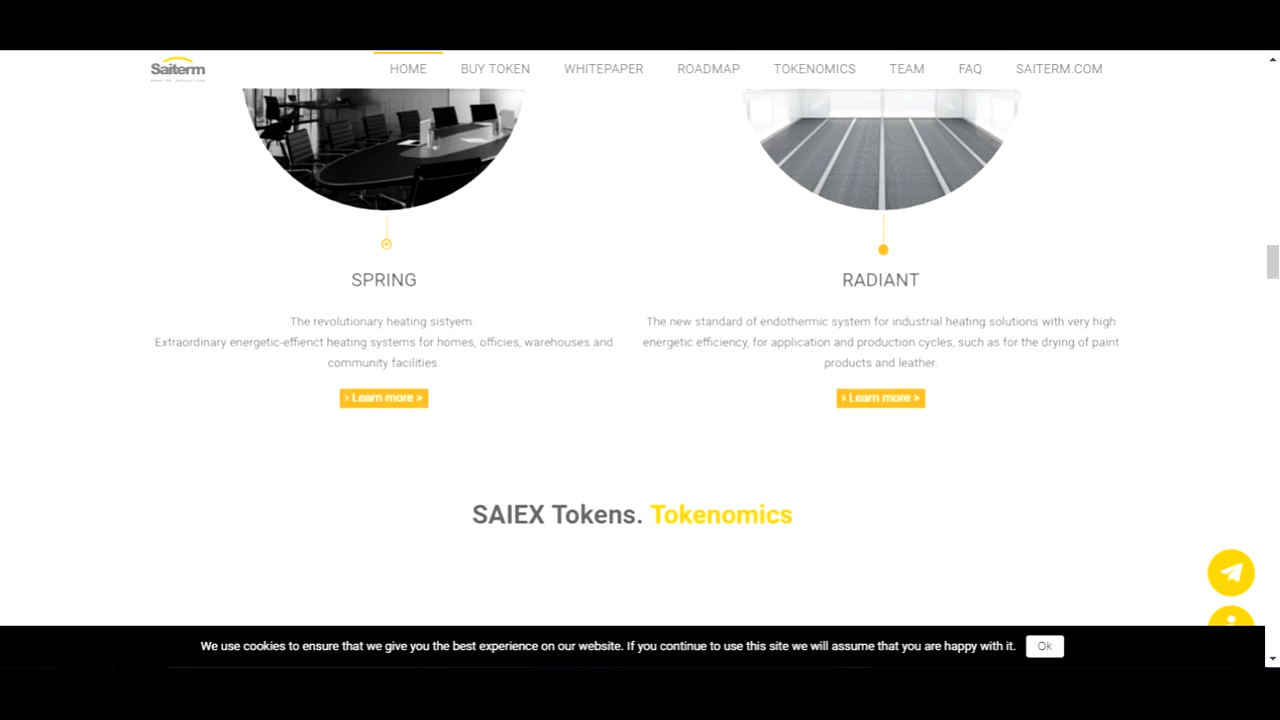 Saiterm
HOME BUY TOKEN WHITEPAPER ROADMAP TOKENOMICS TEAM FAQ SAITERM.COM
SPRING
The revolutionary heating sistyem.
Extraordinary energetic-effienct heating systems for homes, officies, warehouses and
community facilities.
› Learn more >
RADIANT
The new standard of endothermic system for industrial heating solutions with very high
energetic efficiency, for application and production cycles, such as for the drying of paint
products and leather.
› Learn more >
SAIEX Tokens. Tokenomics
We use cookies to ensure that we give you the best experience on our website. If you continue to use this site we will assume that you are happy with it. Ok